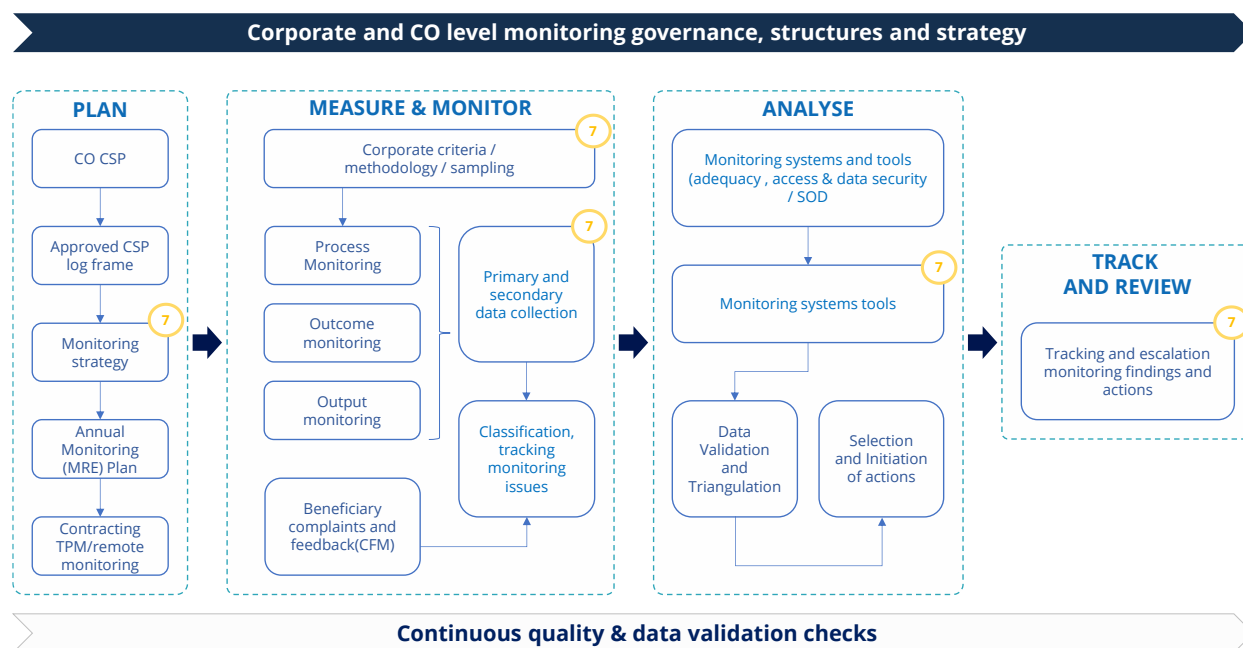 Corporate and CO level monitoring governance, structures and strategy
PLAN
CO CSP
Approved CSP
log frame
7
Monitoring
strategy
Annual
Monitoring
(MRE) Plan
Contracting
TPM/remote
monitoring
MEASURE & MONITOR
7
Corporate criteria /
methodology / sampling
Process
Monitoring
Outcome
monitoring
Output
monitoring
Beneficiary
complaints and
feedback(CFM)
7
Primary and
secondary
data collection
Classification,
tracking
monitoring
issues
ANALYSE
Monitoring systems and tools
(adequacy , access & data security
/ SOD
7
Monitoring systems tools
Data
Validation
and
Triangulation
Selection
and Initiation
of actions
TRACK
AND REVIEW
7
Tracking and escalation
monitoring findings and
actions
Continuous quality & data validation checks